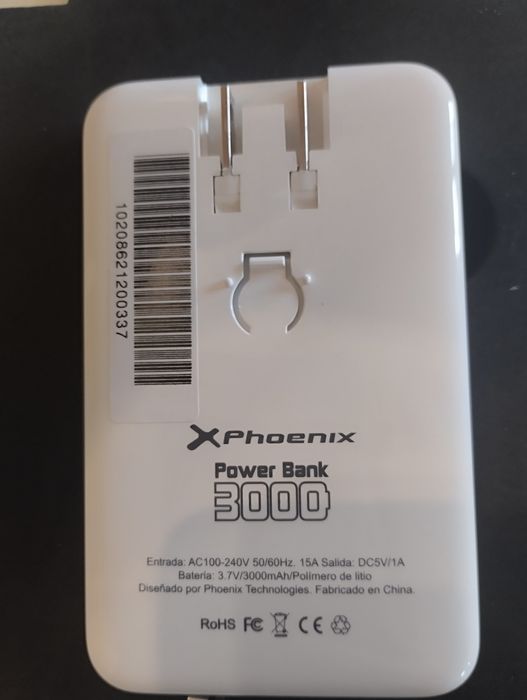 10208621200337
Phoenix
Power Bank
3000
Entrada: AC100-240V 50/60Hz. 15A Salida: DC5V/1A
Batería: 3.7V/3000mAh/Polímero de litio
Diseñado por Phoenix Technologies. Fabricado en China.
RoHS FC CE